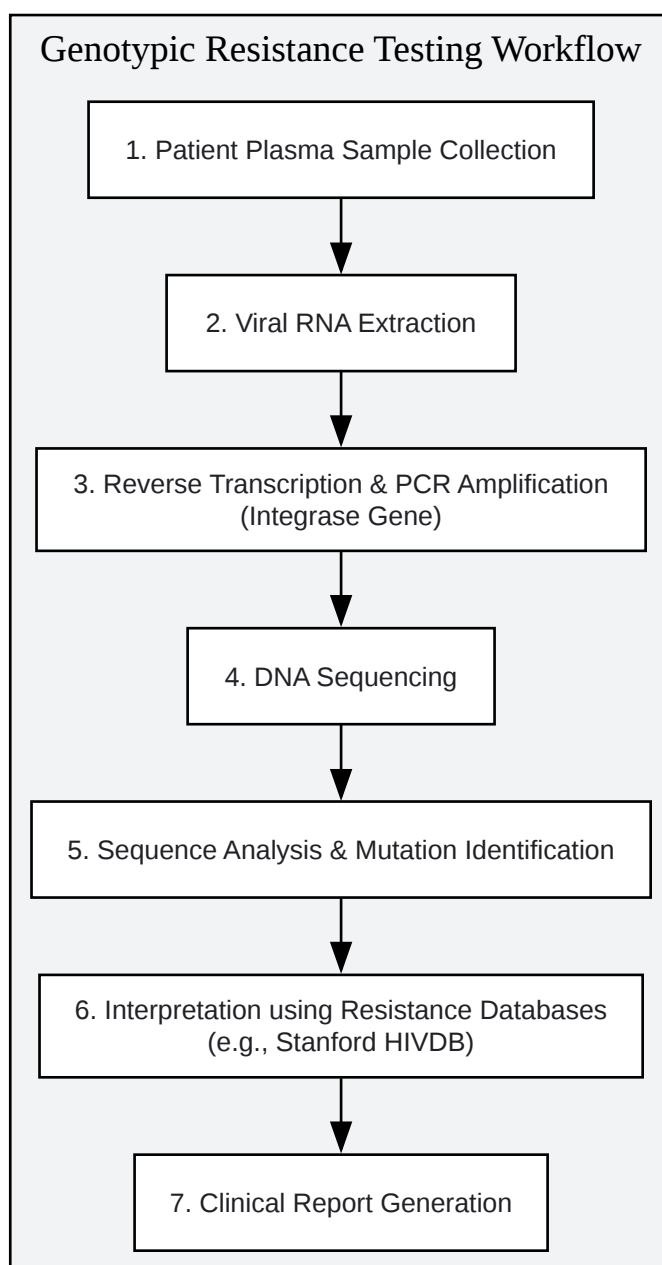 Genotypic Resistance Testing Workflow
1. Patient Plasma Sample Collection
2. Viral RNA Extraction
3. Reverse Transcription & PCR Amplification
(Integrase Gene)
4. DNA Sequencing
5. Sequence Analysis & Mutation Identification
6. Interpretation using Resistance Databases
(e.g., Stanford HIVDB)
7. Clinical Report Generation